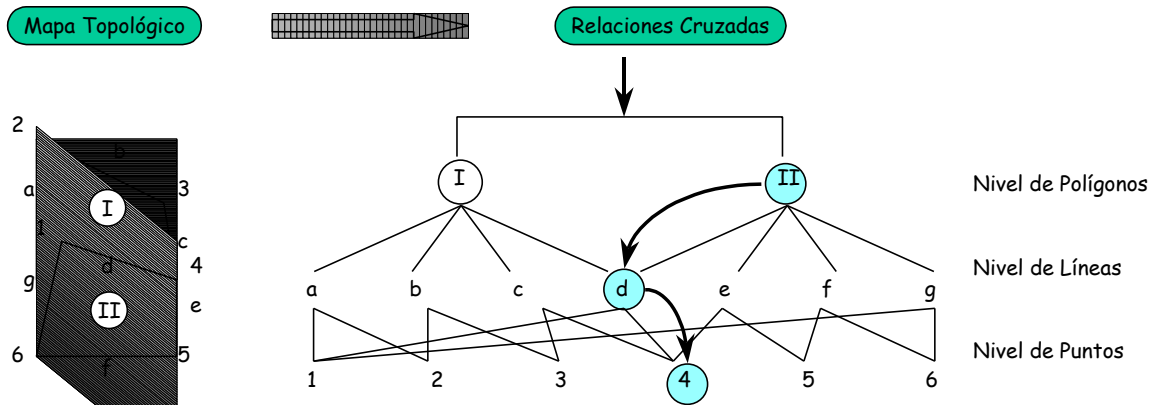 Mapa Topológico
Relaciones Cruzadas
2
b
a
3
I
1
c
d
4
g
e
II
6
5
f
I
II
Nivel de Polígonos
a b c d e f g
Nivel de Líneas
1 2 3 4 5 6
Nivel de Puntos